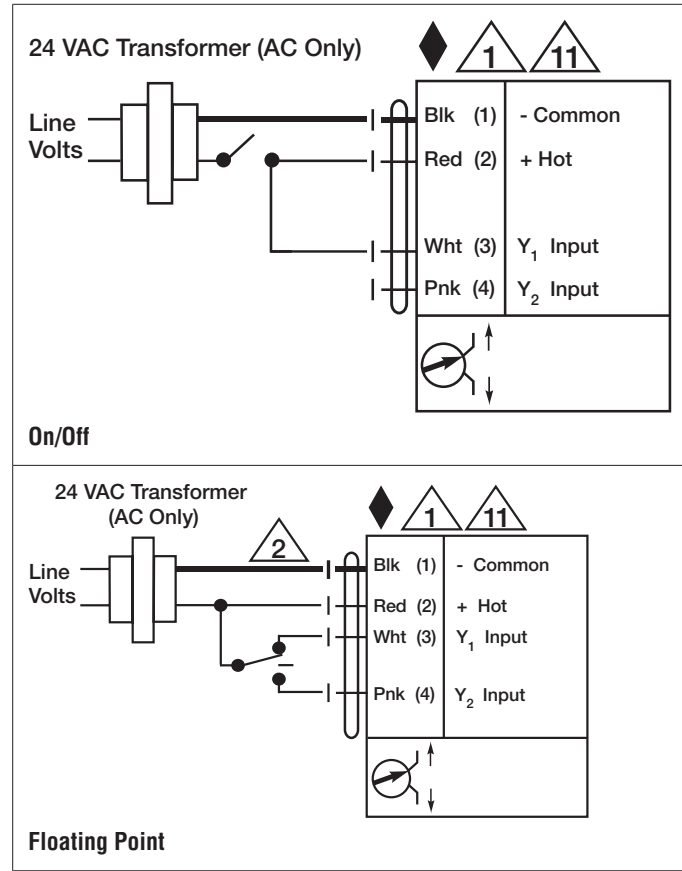 24 VAC Transformer (AC Only)
1
11
Line
Volts
Blk (1) - Common
Red (2) + Hot
Wht (3) Y1 Input
Pnk (4) Y2 Input
On/Off
24 VAC Transformer
(AC Only)
2
1
11
Line
Volts
Blk (1) - Common
Red (2) + Hot
Wht (3) Y1 Input
Pnk (4) Y2 Input
Floating Point